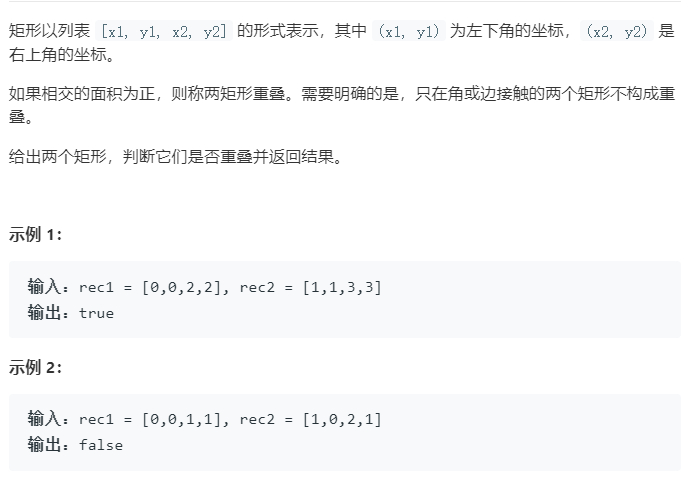 矩形以列表 [x1, y1, x2, y2] 的形式表示，其中 (x1, y1) 为左下角的坐标，(x2, y2) 是
右上角的坐标。
如果相交的面积为正，则称两矩形重叠。需要明确的是，只在角或边接触的两个矩形不构成重
叠。
给出两个矩形，判断它们是否重叠并返回结果。
示例 1：
输入：rec1 = [0,0,2,2], rec2 = [1,1,3,3]
输出：true
示例 2：
输入：rec1 = [0,0,1,1], rec2 = [1,0,2,1]
输出：false